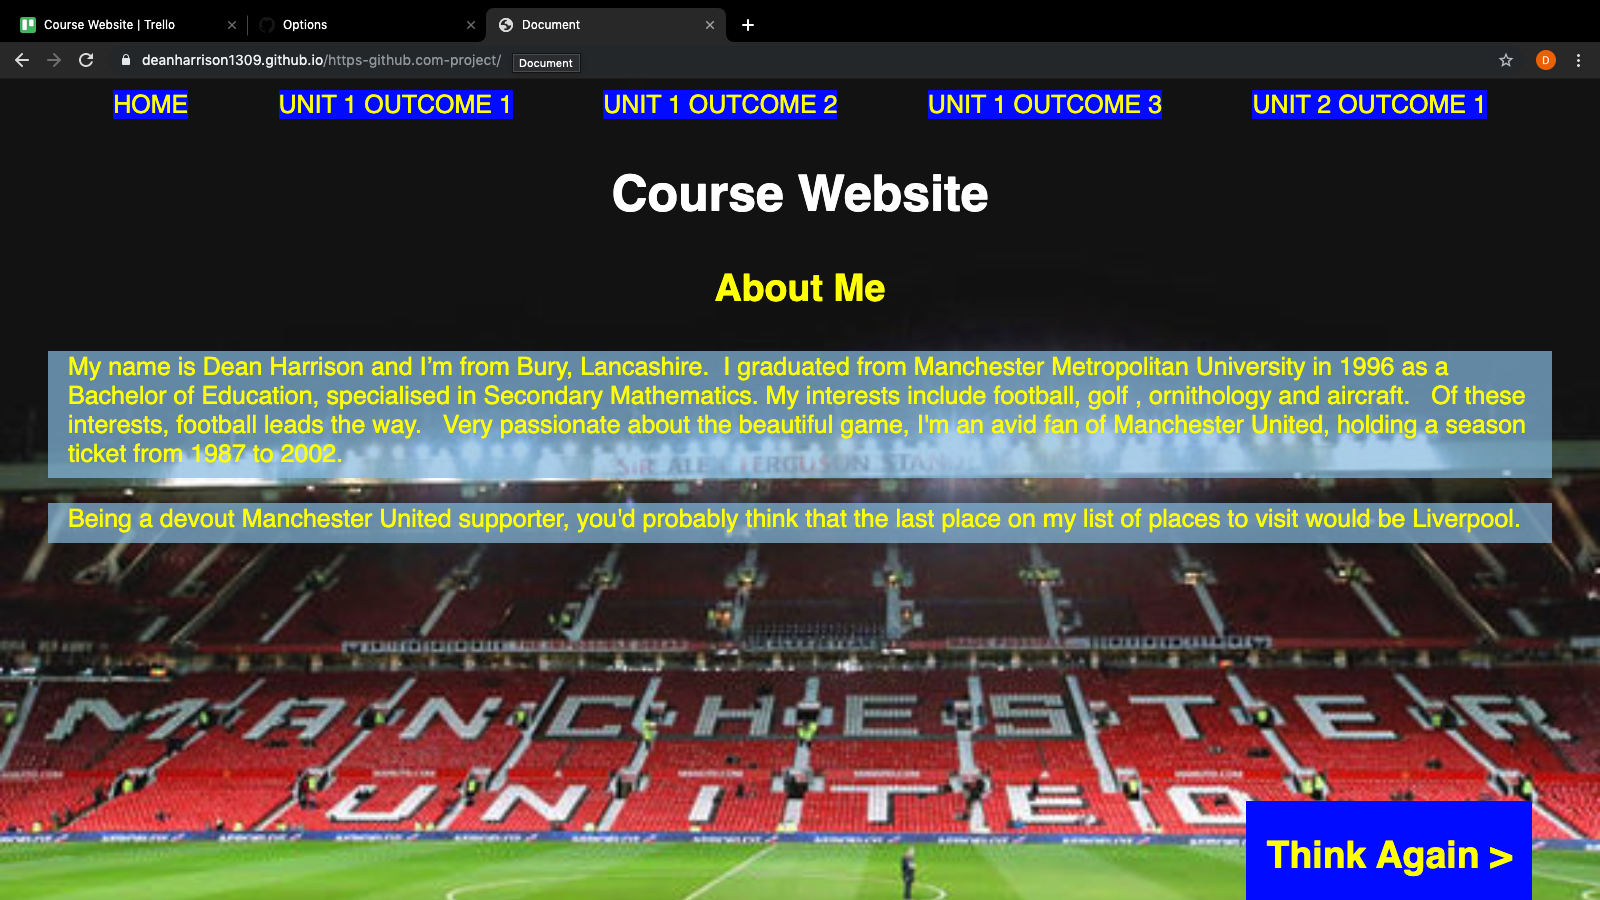 Course Website | Trello
Options
Document
deanharrison1309.github.io/https-github.com-project/
Document
D
HOME
UNIT 1 OUTCOME 1
UNIT 1 OUTCOME 2
UNIT 1 OUTCOME 3
UNIT 2 OUTCOME 1
Course Website
About Me
My name is Dean Harrison and I’m from Bury, Lancashire.  I graduated from Manchester Metropolitan University in 1996 as a
Bachelor of Education, specialised in Secondary Mathematics. My interests include football, golf , ornithology and aircraft.   Of these
interests, football leads the way.   Very passionate about the beautiful game, I'm an avid fan of Manchester United, holding a season
ticket from 1987 to 2002.
SIR ALEX FERGUSON STAND
Being a devout Manchester United supporter, you'd probably think that the last place on my list of places to visit would be Liverpool.
MANCHESTER
UNITED
Think Again >